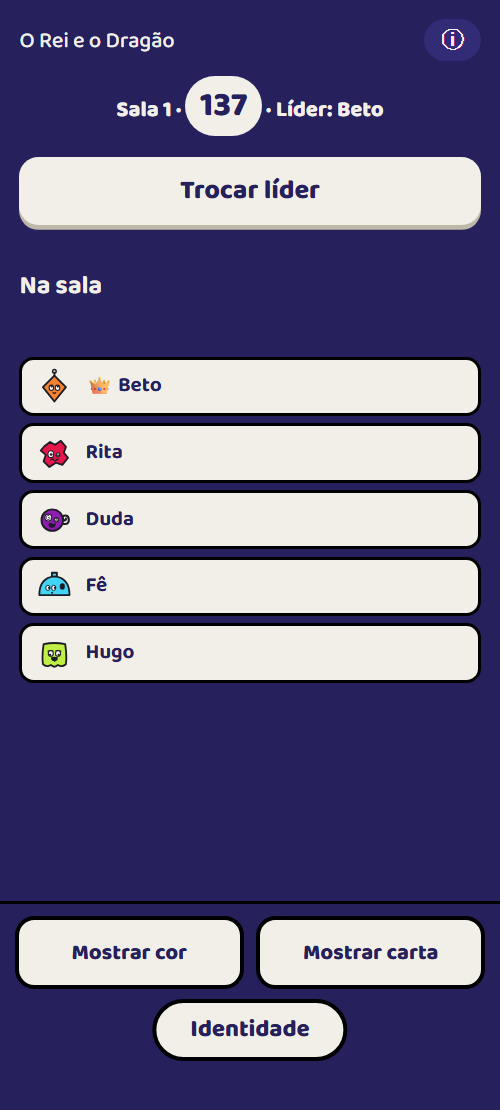 O Rei e o Dragão
Sala 1 · 137 · Líder: Beto
Trocar líder
Na sala
Beto
Rita
Duda
Fê
Hugo
Mostrar cor
Mostrar carta
Identidade